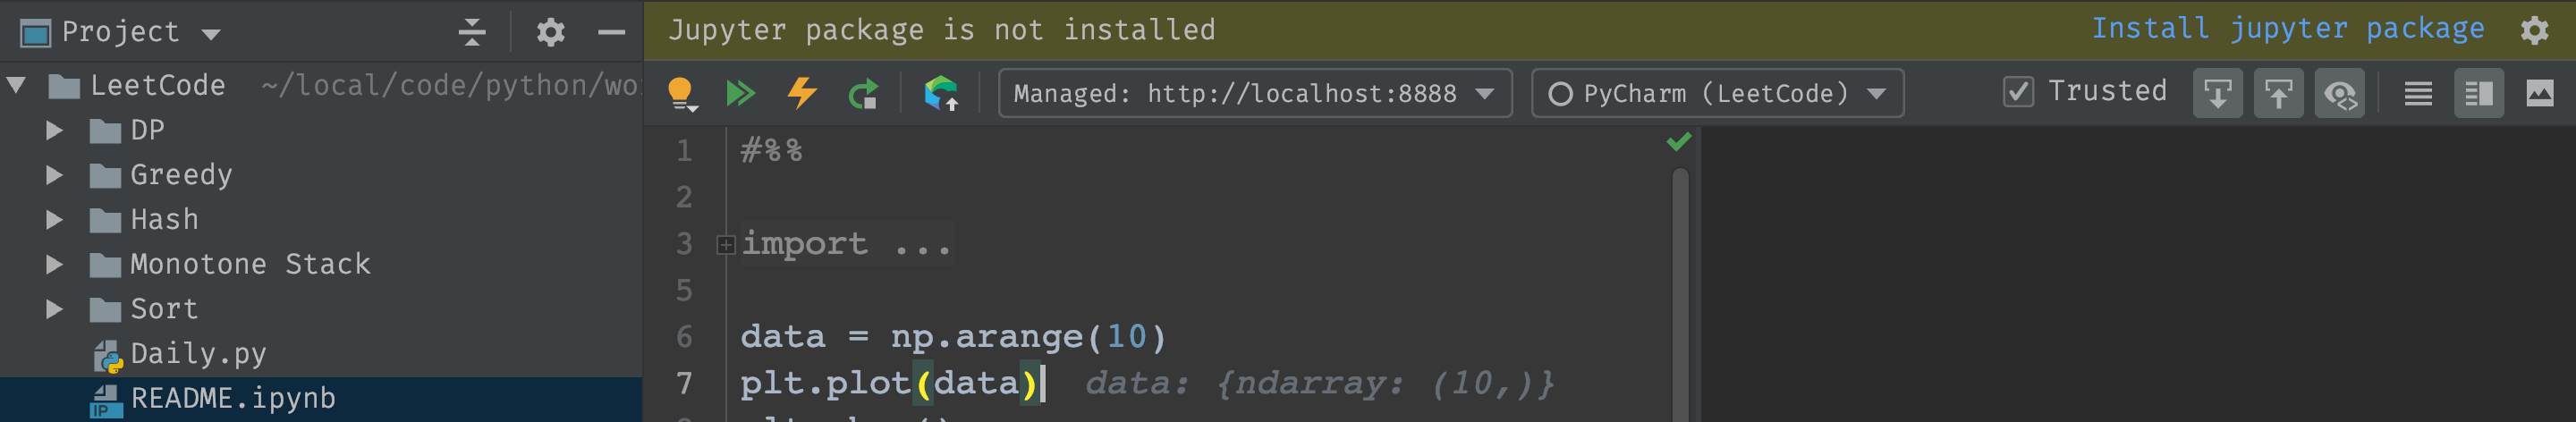 Project
Jupyter package is not installed
Install jupyter package
LeetCode ~/local/code/python/wo
Managed: http://localhost:8888
PyCharm (LeetCode)
Trusted
DP
Greedy
Hash
Monotone Stack
Sort
Daily.py
IP README.ipynb
1 #%%
2
3 import ...
5
6 data = np.arange(10)
7 plt.plot(data) data: {ndarray: (10,)}